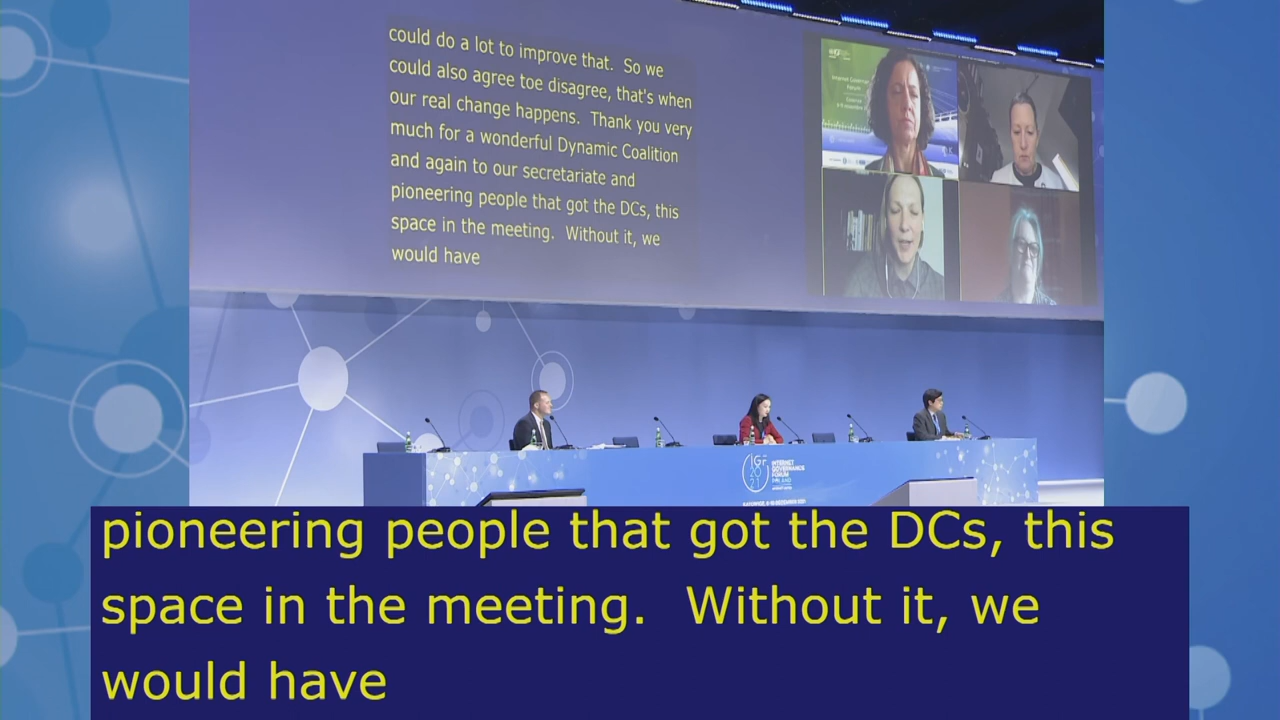 could do a lot to improve that.  So we
could also agree toe disagree, that's when
our real change happens.  Thank you very
much for a wonderful Dynamic Coalition
and again to our secretariate and
pioneering people that got the DCs, this
space in the meeting.  Without it, we
would have
IGF
20
21
INTERNET
GOVERNANCE
FORUM
pioneering people that got the DCs, this
space in the meeting.  Without it, we
would have